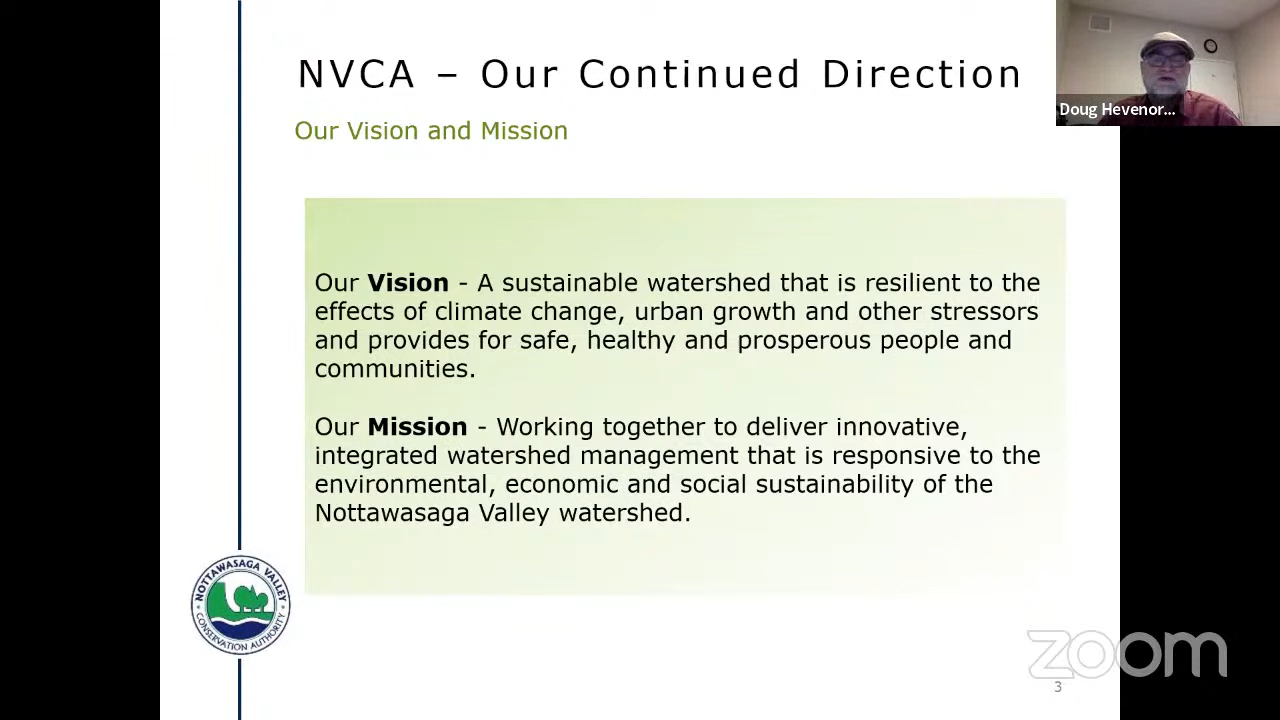 NVCA – Our Continued Direction
Doug Hevenor...
Our Vision and Mission
Our Vision - A sustainable watershed that is resilient to the
effects of climate change, urban growth and other stressors
and provides for safe, healthy and prosperous people and
communities.
Our Mission - Working together to deliver innovative,
integrated watershed management that is responsive to the
environmental, economic and social sustainability of the
Nottawasaga Valley watershed.
NOTTAWASAGA VALLEY
CONSERVATION AUTHORITY
zoom
3